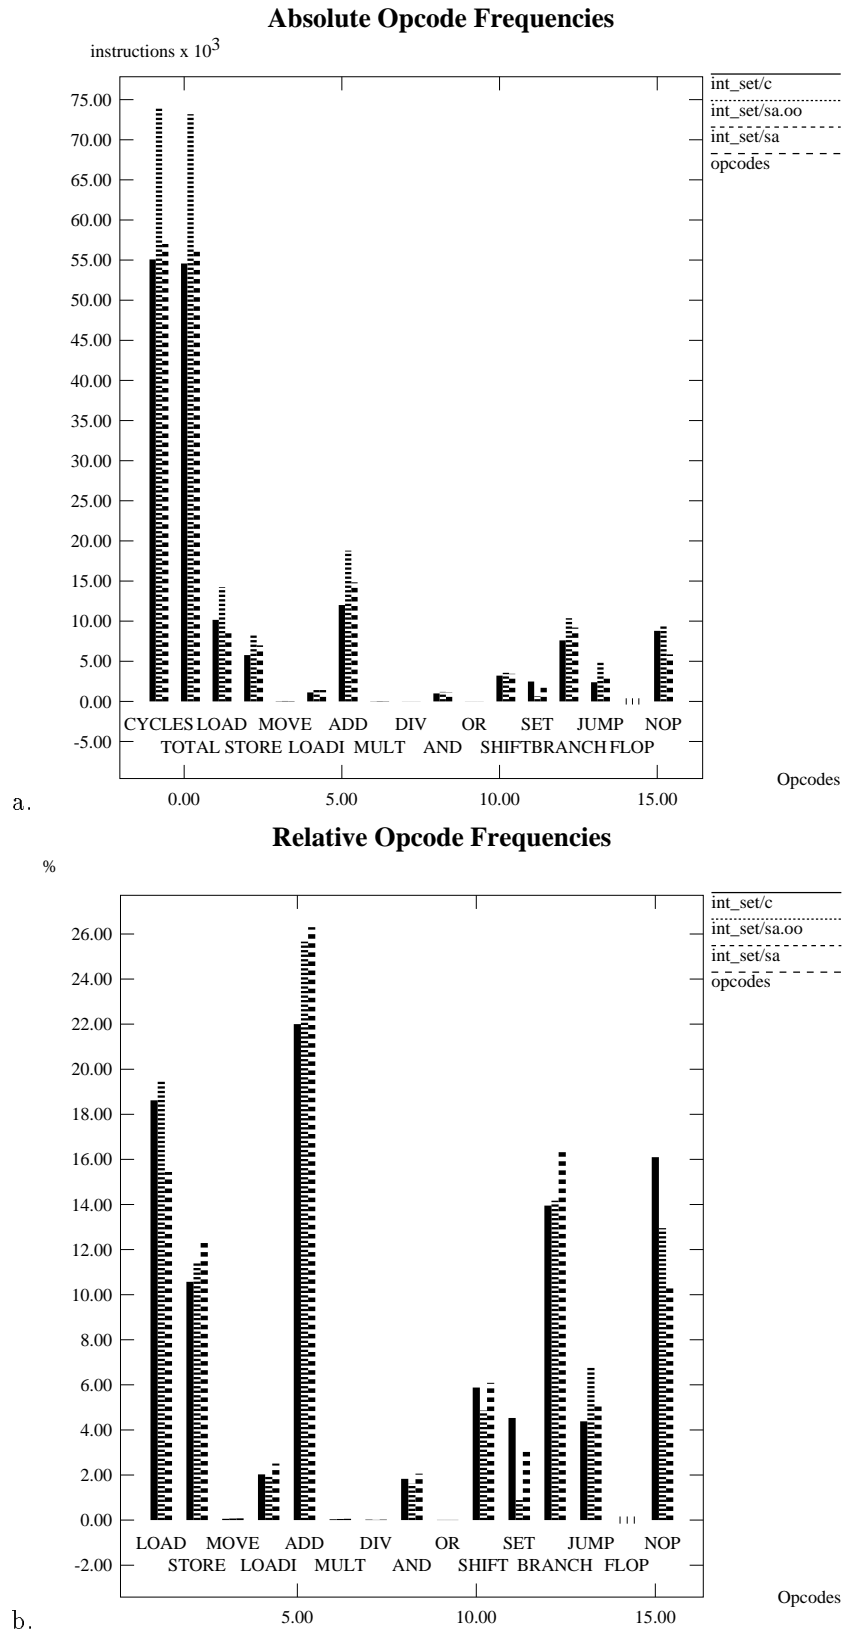 Absolute Opcode Frequencies
instructions x 10^3
75.00
70.00
65.00
60.00
55.00
50.00
45.00
40.00
35.00
30.00
25.00
20.00
15.00
10.00
5.00
0.00
-5.00
int_set/c
int_set/sa.oo
int_set/sa
opcodes
CYCLES LOAD MOVE ADD DIV OR SET JUMP NOP
TOTAL STORE LOADI MULT AND SHIFT BRANCH FLOP
Opcodes
0.00 5.00 10.00 15.00
a.
Relative Opcode Frequencies
%
26.00
24.00
22.00
20.00
18.00
16.00
14.00
12.00
10.00
8.00
6.00
4.00
2.00
0.00
-2.00
int_set/c
int_set/sa.oo
int_set/sa
opcodes
LOAD MOVE ADD DIV OR SET JUMP NOP
STORE LOADI MULT AND SHIFT BRANCH FLOP
Opcodes
5.00 10.00 15.00
b.